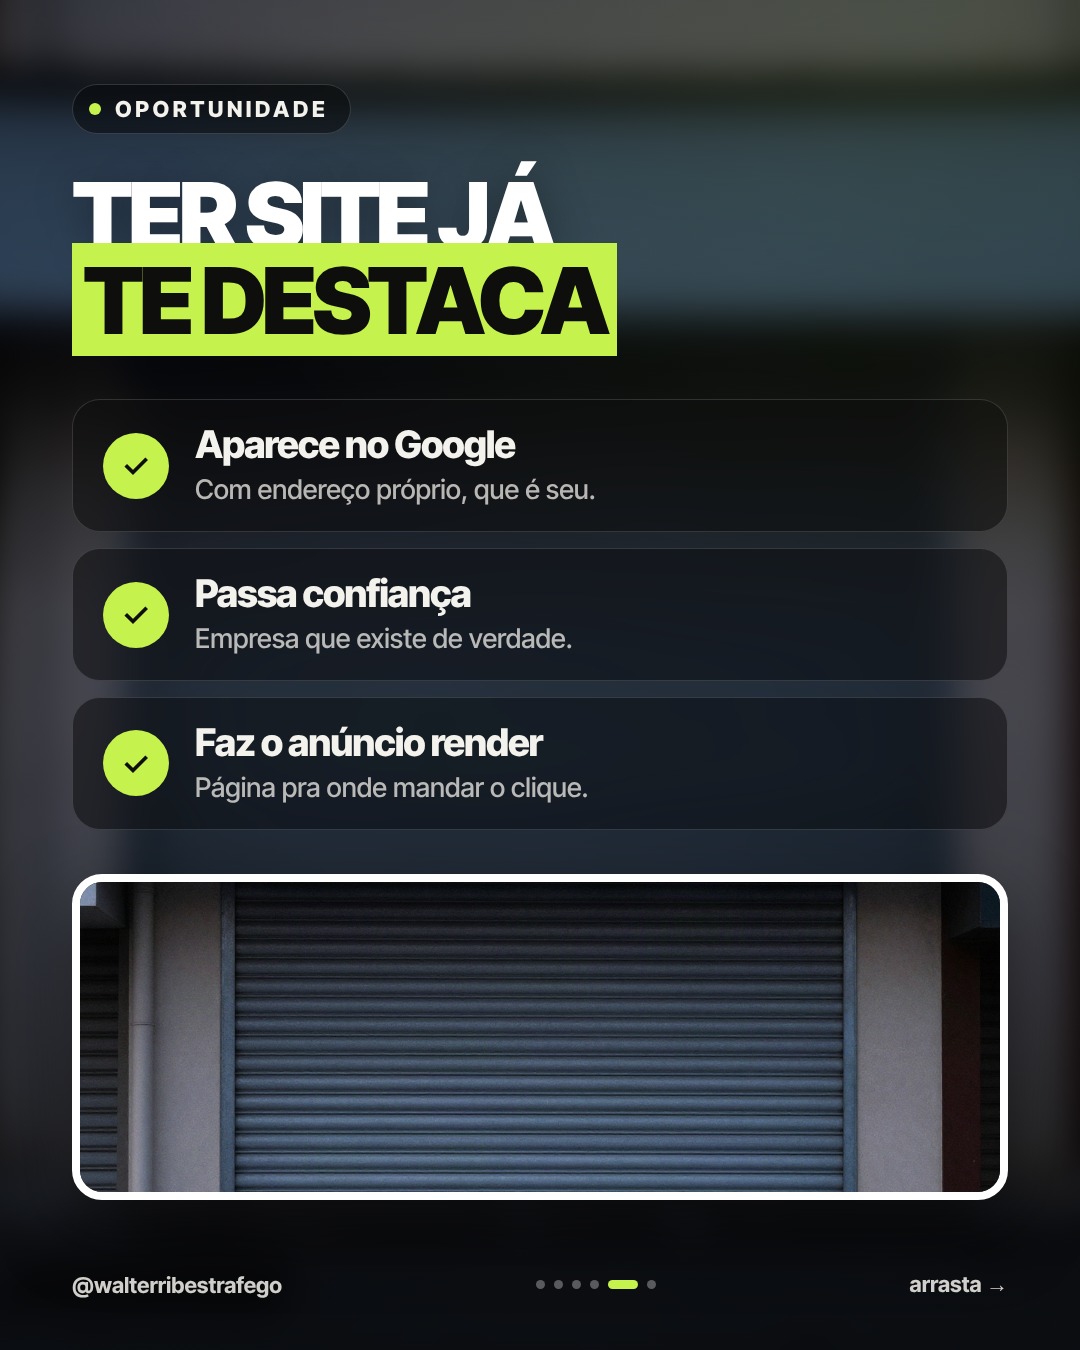 OPORTUNIDADE
TER SITE JÁ
TE DESTACA
Aparece no Google
Com endereço próprio, que é seu.
Passa confiança
Empresa que existe de verdade.
Faz o anúncio render
Página pra onde mandar o clique.
@walterribestrafego
arrasta →